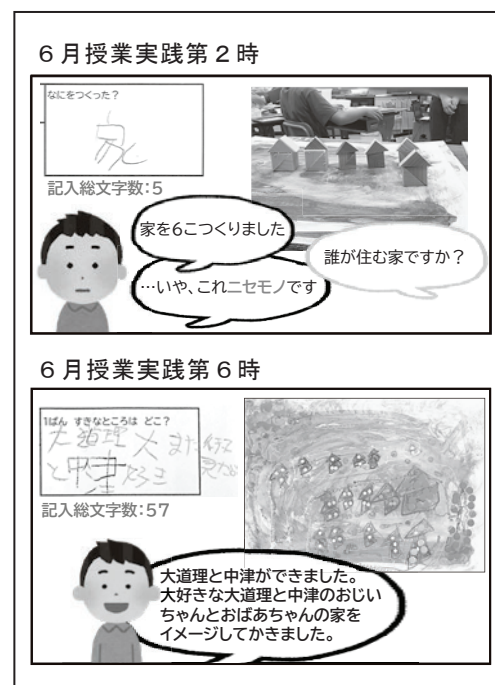 6月授業実践第2時
なにをつくった?
家
記入総文字数:5
家を6こつくりました
誰が住む家ですか?
…いや、これニセモノです
6月授業実践第6時
1ばん すきなところは どこ?
大道理
と中津
記入総文字数:57
大道理と中津ができました。
大好きな大道理と中津のおじい
ちゃんとおばあちゃんの家を
イメージしてかきました。